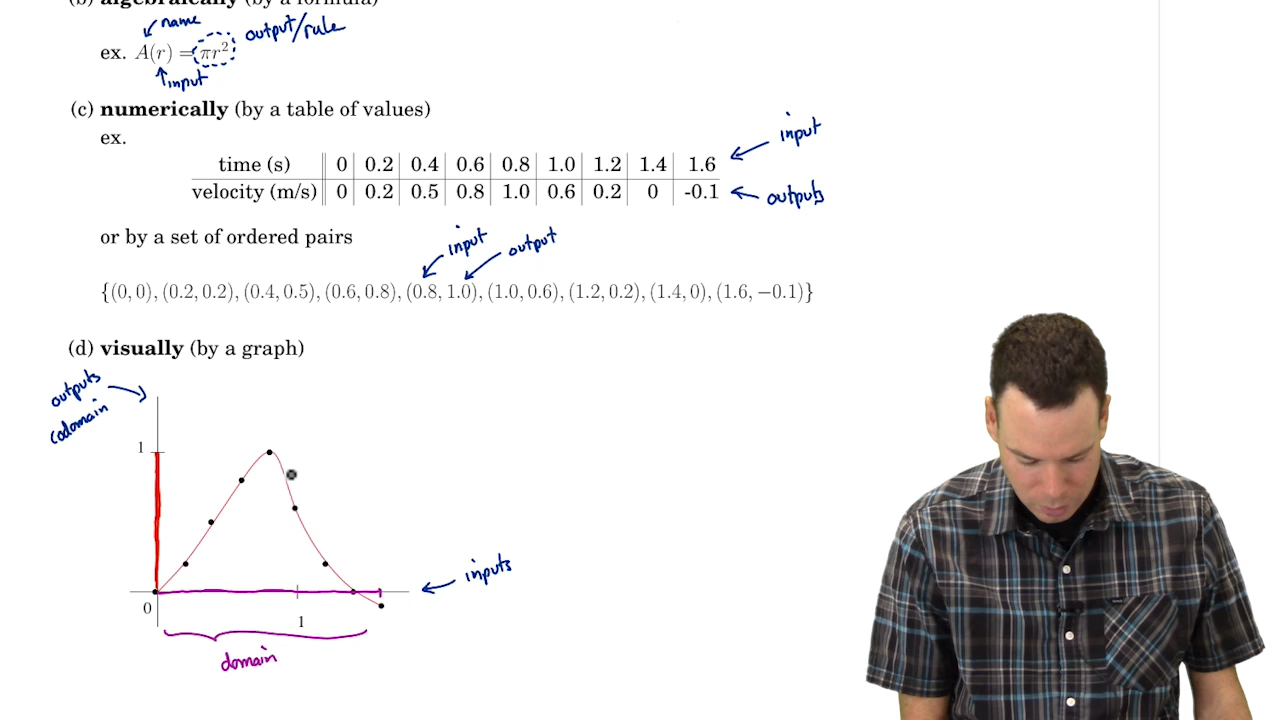 (b) algebraically (by a formula)
name
output/rule
ex. A(r) = πr²
input
(c) numerically (by a table of values)
ex.
input
time (s) 0 0.2 0.4 0.6 0.8 1.0 1.2 1.4 1.6
velocity (m/s) 0 0.2 0.5 0.8 1.0 0.6 0.2 0 -0.1
outputs
or by a set of ordered pairs
input
output
{(0, 0), (0.2, 0.2), (0.4, 0.5), (0.6, 0.8), (0.8, 1.0), (1.0, 0.6), (1.2, 0.2), (1.4, 0), (1.6, −0.1)}
(d) visually (by a graph)
outputs
codomain
1
inputs
0
1
domain